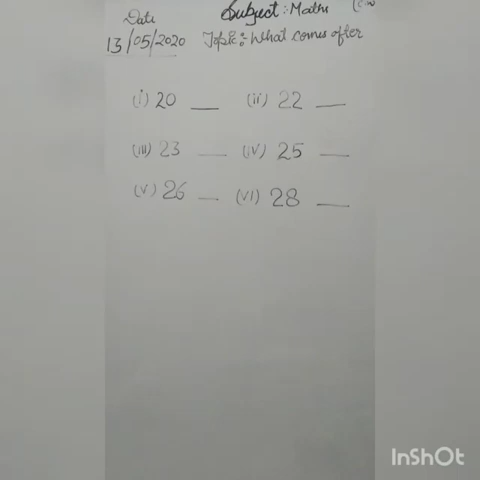 Date Subject:- Maths
13/05/2020 Topic:- What comes after
(i) 20 __ (ii) 22 __
(iii) 23 __ (iv) 25 __
(v) 26 __ (vi) 28 __
InShOt